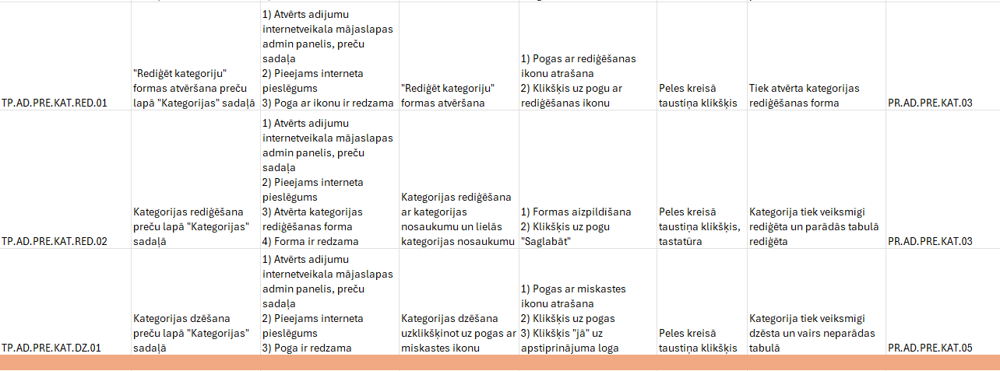 TP.AD.PRE.KAT.RED.01
"Rediģēt kategoriju"
formas atvēršana preču
lapā "Kategorijas" sadaļā
1) Atvērts adījumu
internetveikala mājaslapas
admin panelis, preču
sadaļa
2) Pieejams interneta
pieslēgums
3) Poga ar ikonu ir redzama
"Rediģēt kategoriju"
formas atvēršana
1) Pogas ar rediģēšanas
ikonu atrašana
2) Klikšķis uz pogu ar
rediģēšanas ikonu
Peles kreisā
taustiņa klikšķis
Tiek atvērta kategorijas
rediģēšanas forma
PR.AD.PRE.KAT.03
TP.AD.PRE.KAT.RED.02
Kategorijas rediģēšana
preču lapā "Kategorijas"
sadaļā
1) Atvērts adījumu
internetveikala mājaslapas
admin panelis, preču
sadaļa
2) Pieejams interneta
pieslēgums
3) Atvērta kategorijas
rediģēšanas forma
4) Forma ir redzama
Kategorijas rediģēšana
ar kategorijas
nosaukumu un lielās
kategorijas nosaukumu
1) Formas aizpildīšana
2) Klikšķis uz pogu
"Saglabāt"
Peles kreisā
taustiņa klikšķis,
tastatūra
Kategorija tiek veiksmīgi
rediģēta un parādās tabulā
rediģēta
PR.AD.PRE.KAT.03
TP.AD.PRE.KAT.DZ.01
Kategorijas dzēšana
preču lapā "Kategorijas"
sadaļā
1) Atvērts adījumu
internetveikala mājaslapas
admin panelis, preču
sadaļa
2) Pieejams interneta
pieslēgums
3) Poga ir redzama
Kategorijas dzēšana
uzklikšķinot uz pogas ar
miskastes ikonu
1) Pogas ar miskastes
ikonu atrašana
2) Klikšķis uz pogas
3) Klikšķis "jā" uz
apstiprinājuma loga
Peles kreisā
taustiņa klikšķis
Kategorija tiek veiksmīgi
dzēsta un vairs neparādas
tabulā
PR.AD.PRE.KAT.05